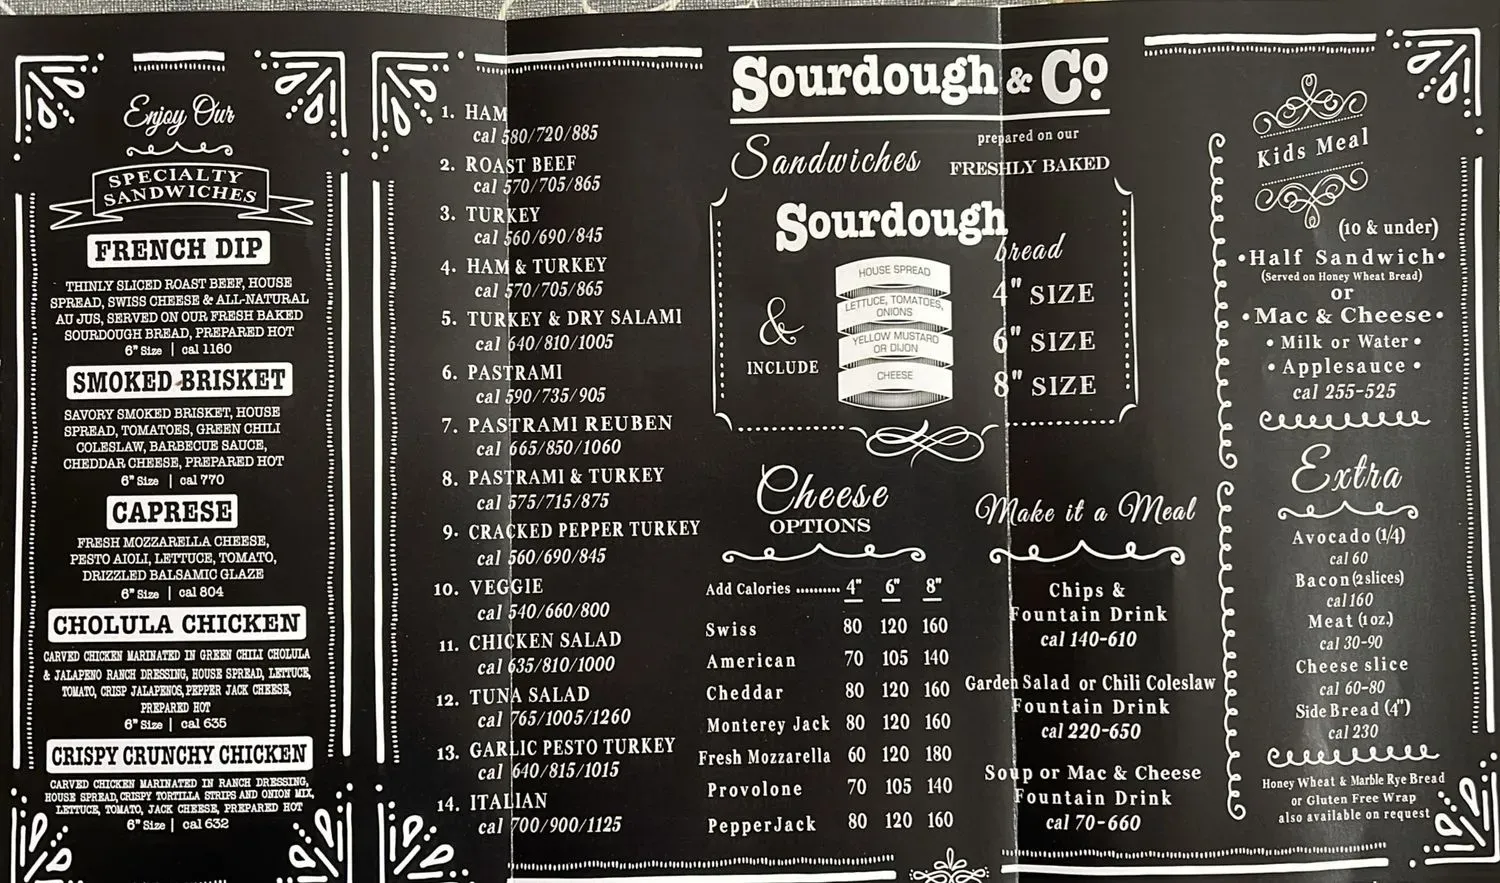 Enjoy Our
SPECIALTY
SANDWICHES
FRENCH DIP
THINLY SLICED ROAST BEEF, HOUSE
SPREAD, SWISS CHEESE & ALL-NATURAL
AU JUS, SERVED ON OUR FRESH BAKED
SOURDOUGH BREAD, PREPARED HOT
6" Size | cal 1160
SMOKED BRISKET
SAVORY SMOKED BRISKET, HOUSE
SPREAD, TOMATOES, GREEN CHILI
COLESLAW, BARBECUE SAUCE,
CHEDDAR CHEESE, PREPARED HOT
6" Size | cal 770
CAPRESE
FRESH MOZZARELLA CHEESE,
PESTO AIOLI, LETTUCE, TOMATO,
DRIZZLED BALSAMIC GLAZE
6" Size | cal 804
CHOLULA CHICKEN
CARVED CHICKEN MARINATED IN GREEN CHILI CHOLULA
& JALAPENO RANCH DRESSING, HOUSE SPREAD, LETTUCE,
TOMATO, CRISP JALAPENOS, PEPPER JACK CHEESE,
PREPARED HOT
6" Size | cal 635
CRISPY CRUNCHY CHICKEN
CARVED CHICKEN MARINATED IN RANCH DRESSING,
HOUSE SPREAD, CRISPY TORTILLA STRIPS AND ONION MIX,
LETTUCE, TOMATO, JACK CHEESE, PREPARED HOT
6" Size | cal 632
1. HAM
cal 580/720/885
2. ROAST BEEF
cal 570/705/865
3. TURKEY
cal 560/690/845
4. HAM & TURKEY
cal 570/705/865
5. TURKEY & DRY SALAMI
cal 640/810/1005
6. PASTRAMI
cal 590/735/905
7. PASTRAMI REUBEN
cal 665/850/1060
8. PASTRAMI & TURKEY
cal 575/715/875
9. CRACKED PEPPER TURKEY
cal 560/690/845
10. VEGGIE
cal 540/660/800
11. CHICKEN SALAD
cal 635/810/1000
12. TUNA SALAD
cal 765/1005/1260
13. GARLIC PESTO TURKEY
cal 640/815/1015
14. ITALIAN
cal 700/900/1125
Sourdough & Co
Sandwiches
prepared on our
FRESHLY BAKED
Sourdough
bread
& 
INCLUDE
HOUSE SPREAD
LETTUCE, TOMATOES,
ONIONS
YELLOW MUSTARD
OR DIJON
CHEESE
4" SIZE
6" SIZE
8" SIZE
Cheese
OPTIONS
Add Calories .......... 4" 6" 8"
Swiss 80 120 160
American 70 105 140
Cheddar 80 120 160
Monterey Jack 80 120 160
Fresh Mozzarella 60 120 180
Provolone 70 105 140
PepperJack 80 120 160
Make it a Meal
Chips &
Fountain Drink
cal 140-610
Garden Salad or Chili Coleslaw
Fountain Drink
cal 220-650
Soup or Mac & Cheese
Fountain Drink
cal 70-660
Kids Meal
(10 & under)
•Half Sandwich•
(Served on Honey Wheat Bread)
or
•Mac & Cheese•
• Milk or Water •
• Applesauce •
cal 255-525
Extra
Avocado (1/4)
cal 60
Bacon (2 slices)
cal 160
Meat (1 oz.)
cal 30-90
Cheese slice
cal 60-80
Side Bread (4")
cal 230
Honey Wheat & Marble Rye Bread
or Gluten Free Wrap
also available on request